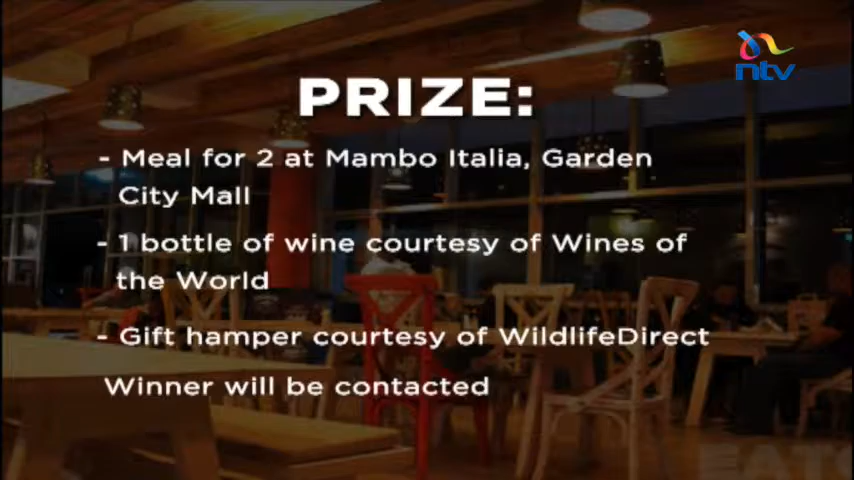 ntv
PRIZE:
- Meal for 2 at Mambo Italia, Garden
City Mall
- 1 bottle of wine courtesy of Wines of
the World
- Gift hamper courtesy of WildlifeDirect
Winner will be contacted